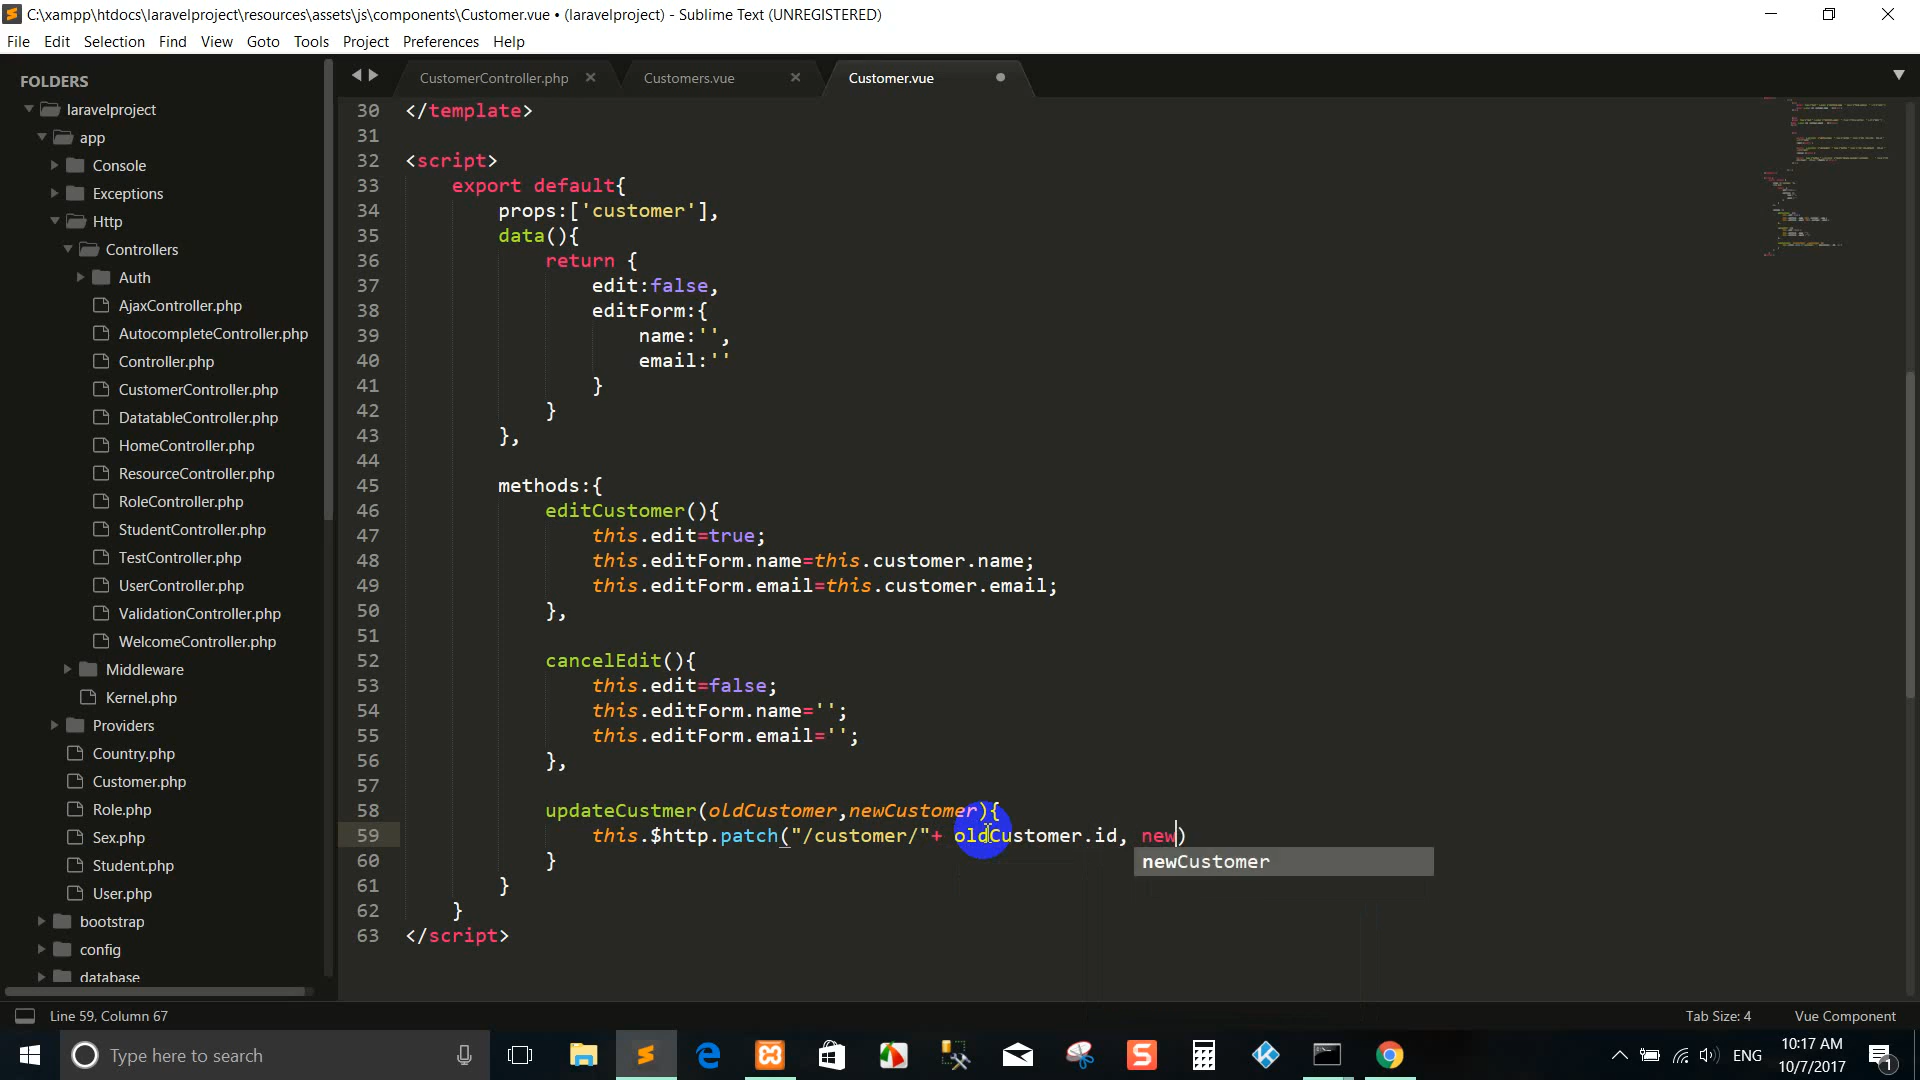 C:\xampp\htdocs\laravelproject\resources\assets\js\components\Customer.vue • (laravelproject) - Sublime Text (UNREGISTERED)
File Edit Selection Find View Goto Tools Project Preferences Help
FOLDERS
laravelproject
app
Console
Exceptions
Http
Controllers
Auth
AjaxController.php
AutocompleteController.php
Controller.php
CustomerController.php
DatatableController.php
HomeController.php
ResourceController.php
RoleController.php
StudentController.php
TestController.php
UserController.php
ValidationController.php
WelcomeController.php
Middleware
Kernel.php
Providers
Country.php
Customer.php
Role.php
Sex.php
Student.php
User.php
bootstrap
config
database
CustomerController.php Customers.vue Customer.vue
30 </template>
31
32 <script>
33 export default{
34 props:['customer'],
35 data(){
36 return {
37 edit:false,
38 editForm:{
39 name:'',
40 email:''
41 }
42 }
43 },
44
45 methods:{
46 editCustomer(){
47 this.edit=true;
48 this.editForm.name=this.customer.name;
49 this.editForm.email=this.customer.email;
50 },
51
52 cancelEdit(){
53 this.edit=false;
54 this.editForm.name='';
55 this.editForm.email='';
56 },
57
58 updateCustmer(oldCustomer,newCustomer){
59 this.$http.patch("/customer/"+ oldCustomer.id, new)
newCustomer
60 }
61 }
62 }
63 </script>
Line 59, Column 67 Tab Size: 4 Vue Component
Type here to search
ENG
10:17 AM
10/7/2017
1